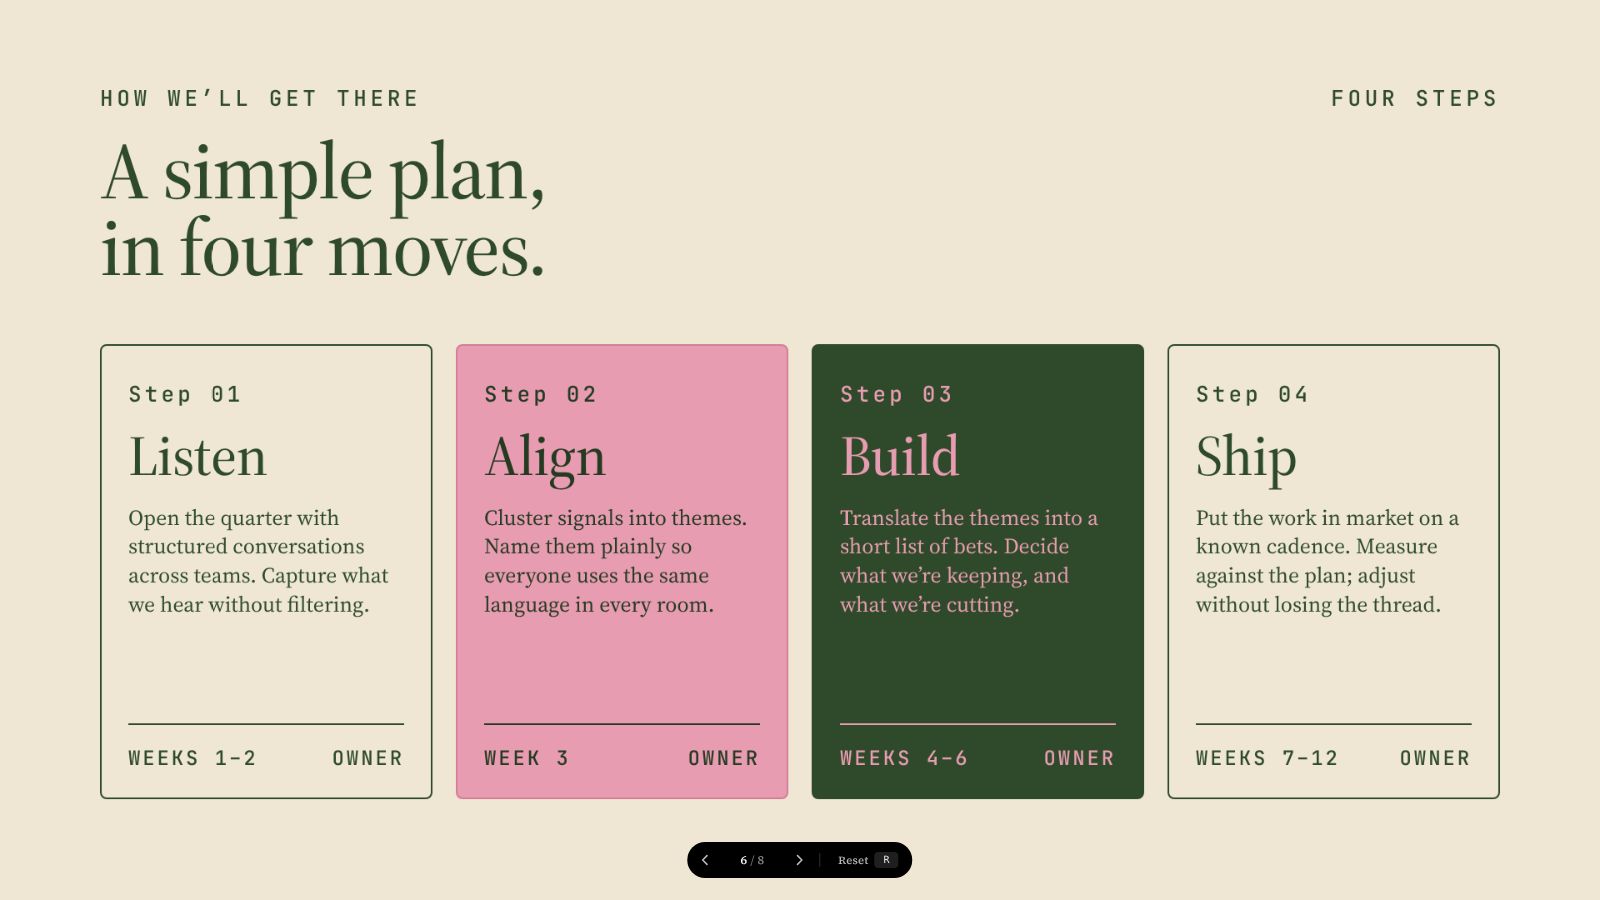 HOW WE’LL GET THERE
FOUR STEPS
A simple plan,
in four moves.
Step 01
Listen
Open the quarter with
structured conversations
across teams. Capture what
we hear without filtering.
WEEKS 1–2
OWNER
Step 02
Align
Cluster signals into themes.
Name them plainly so
everyone uses the same
language in every room.
WEEK 3
OWNER
Step 03
Build
Translate the themes into a
short list of bets. Decide
what we’re keeping, and
what we’re cutting.
WEEKS 4–6
OWNER
Step 04
Ship
Put the work in market on a
known cadence. Measure
against the plan; adjust
without losing the thread.
WEEKS 7–12
OWNER
6 / 8
Reset R